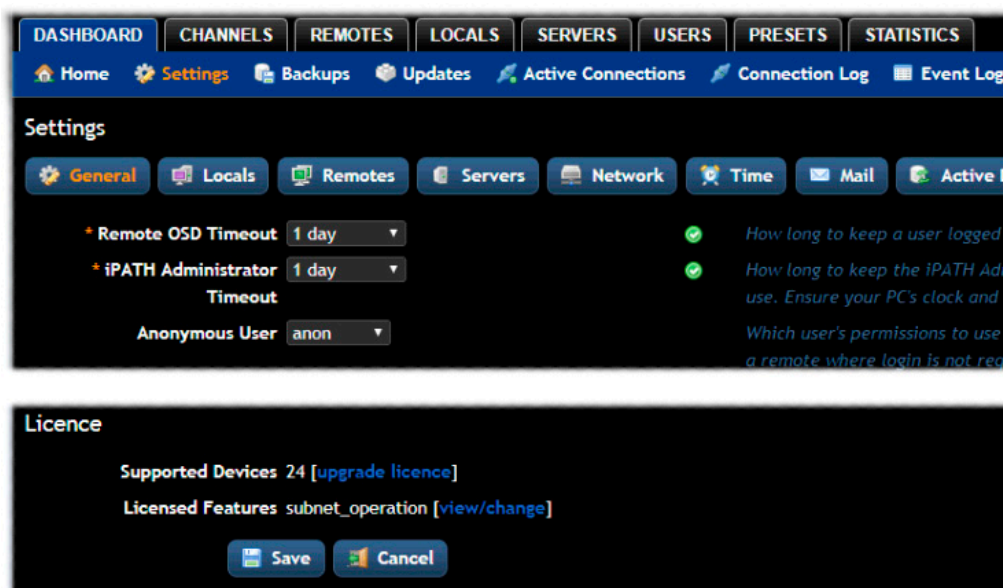 DASHBOARD CHANNELS REMOTES LOCALS SERVERS USERS PRESETS STATISTICS
Home Settings Backups Updates Active Connections Connection Log Event Log
Settings
General Locals Remotes Servers Network Time Mail Active
* Remote OSD Timeout 1 day How long to keep a user logged
* iPATH Administrator 1 day How long to keep the iPATH Adm
Timeout use. Ensure your PC's clock and
Anonymous User anon Which user's permissions to use
a remote where login is not req
Licence
Supported Devices 24 [upgrade licence]
Licensed Features subnet_operation [view/change]
Save Cancel